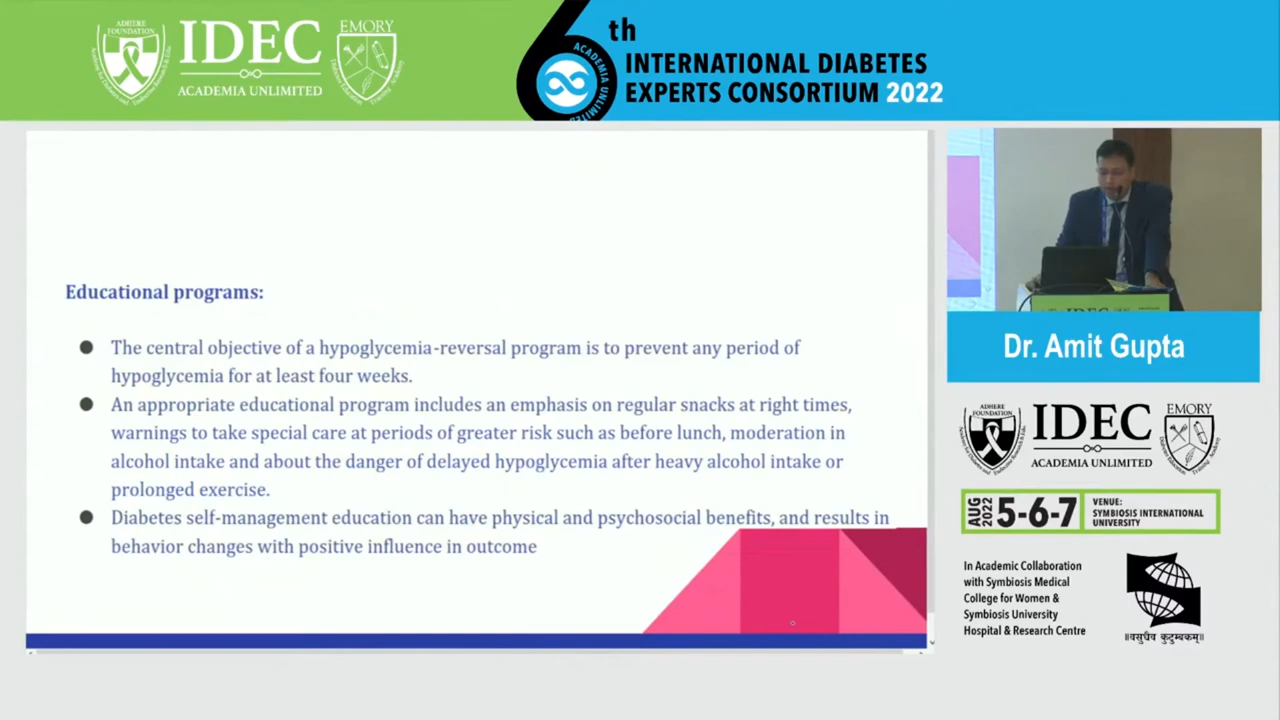 ADHERE
FOUNDATION
IDEC
ACADEMIA UNLIMITED
EMORY
6th
INTERNATIONAL DIABETES
EXPERTS CONSORTIUM 2022
ACADEMIA UNLIMITED
Educational programs:
● The central objective of a hypoglycemia-reversal program is to prevent any period of
hypoglycemia for at least four weeks.
● An appropriate educational program includes an emphasis on regular snacks at right times,
warnings to take special care at periods of greater risk such as before lunch, moderation in
alcohol intake and about the danger of delayed hypoglycemia after heavy alcohol intake or
prolonged exercise.
● Diabetes self-management education can have physical and psychosocial benefits, and results in
behavior changes with positive influence in outcome
Dr. Amit Gupta
ADHERE
FOUNDATION
IDEC
ACADEMIA UNLIMITED
EMORY
AUG
2022
5-6-7
VENUE:
SYMBIOSIS INTERNATIONAL
UNIVERSITY
In Academic Collaboration
with Symbiosis Medical
College for Women &
Symbiosis University
Hospital & Research Centre
॥वसुधैव कुटुम्बकम्॥